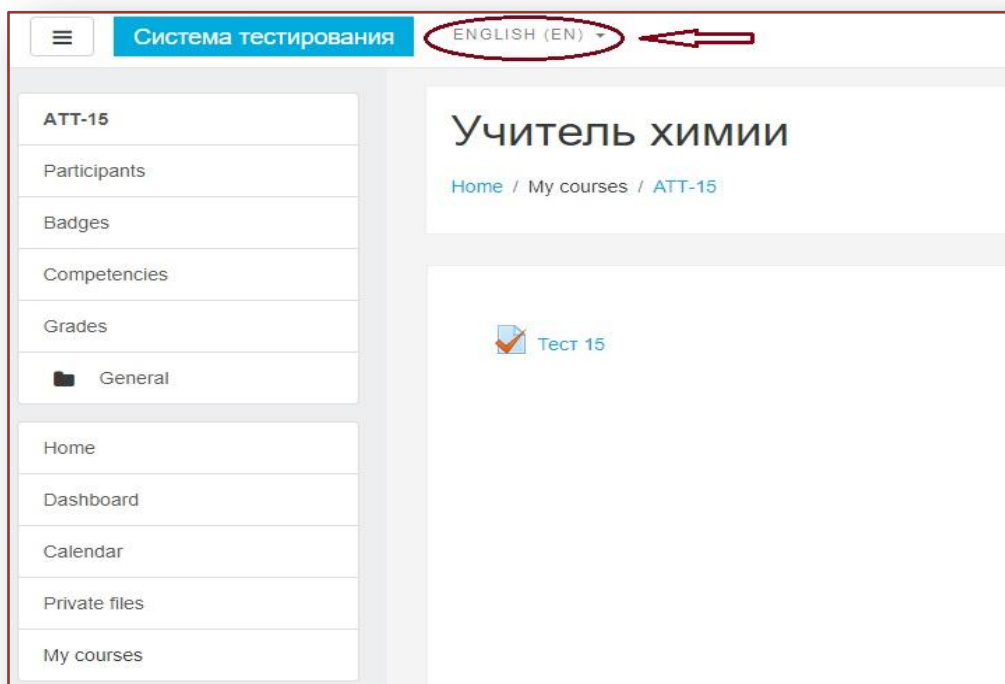 Система тестирования ENGLISH (EN)
ATT-15
Participants
Badges
Competencies
Grades
General
Home
Dashboard
Calendar
Private files
My courses
Учитель химии
Home / My courses / ATT-15
Тест 15